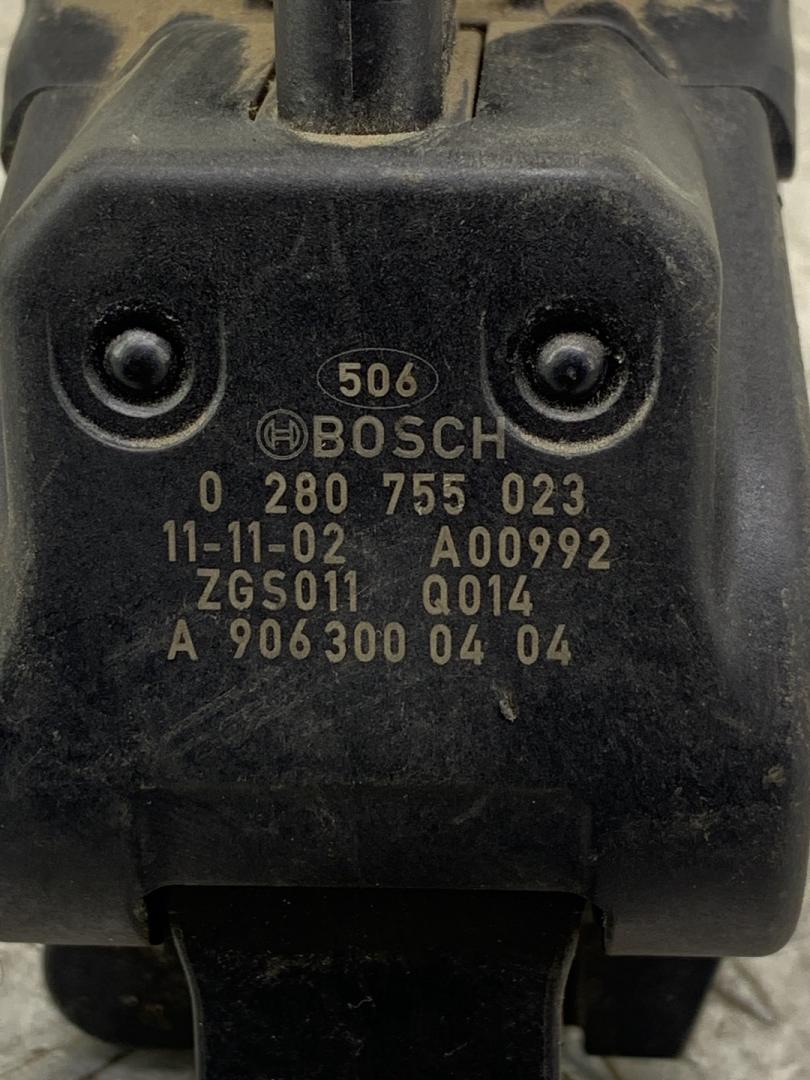 506
BOSCH
0 280 755 023
11-11-02 A00992
ZGS011 Q014
A 906 300 04 04